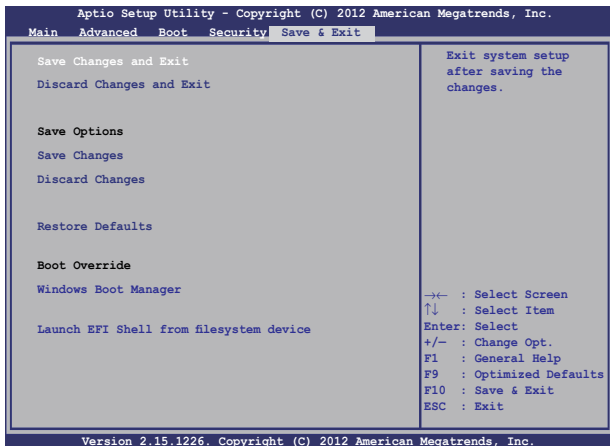 Aptio Setup Utility - Copyright (C) 2012 American Megatrends, Inc.
Main Advanced Boot Security Save & Exit
Save Changes and Exit
Discard Changes and Exit
Save Options
Save Changes
Discard Changes
Restore Defaults
Boot Override
Windows Boot Manager
Launch EFI Shell from filesystem device
Exit system setup
after saving the
changes.
→← : Select Screen
↑↓ : Select Item
Enter: Select
+/— : Change Opt.
F1 : General Help
F9 : Optimized Defaults
F10 : Save & Exit
ESC : Exit
Version 2.15.1226. Copyright (C) 2012 American Megatrends, Inc.